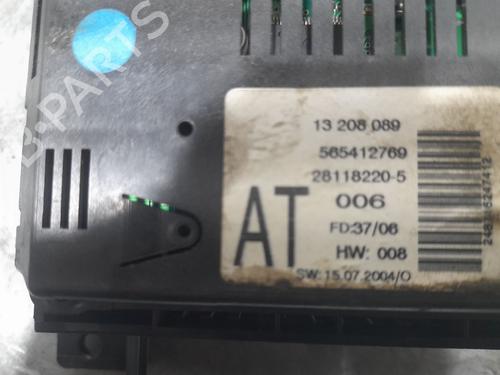 B-PARTS
13 208 089
565412769
28118220-5
AT
006
FD:37/06
HW: 008
SW: 15.07.2004/O